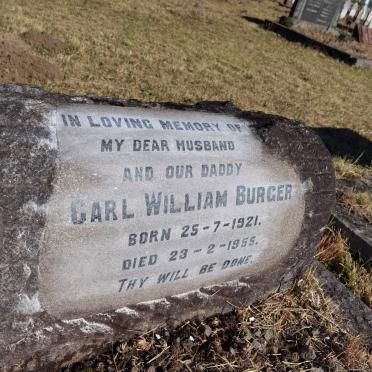 IN LOVING MEMORY OF
MY DEAR HUSBAND
AND OUR DADDY
CARL WILLIAM BURGER
BORN 25-7-1921.
DIED 23-2-1955.
THY WILL BE DONE.